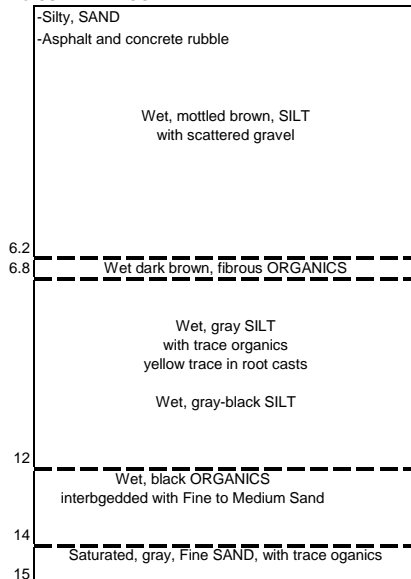 -Silty, SAND
-Asphalt and concrete rubble
Wet, mottled brown, SILT
with scattered gravel
6.2
6.8
Wet dark brown, fibrous ORGANICS
Wet, gray SILT
with trace organics
yellow trace in root casts
Wet, gray-black SILT
12
Wet, black ORGANICS
interbgedded with Fine to Medium Sand
14
Saturated, gray, Fine SAND, with trace oganics
15